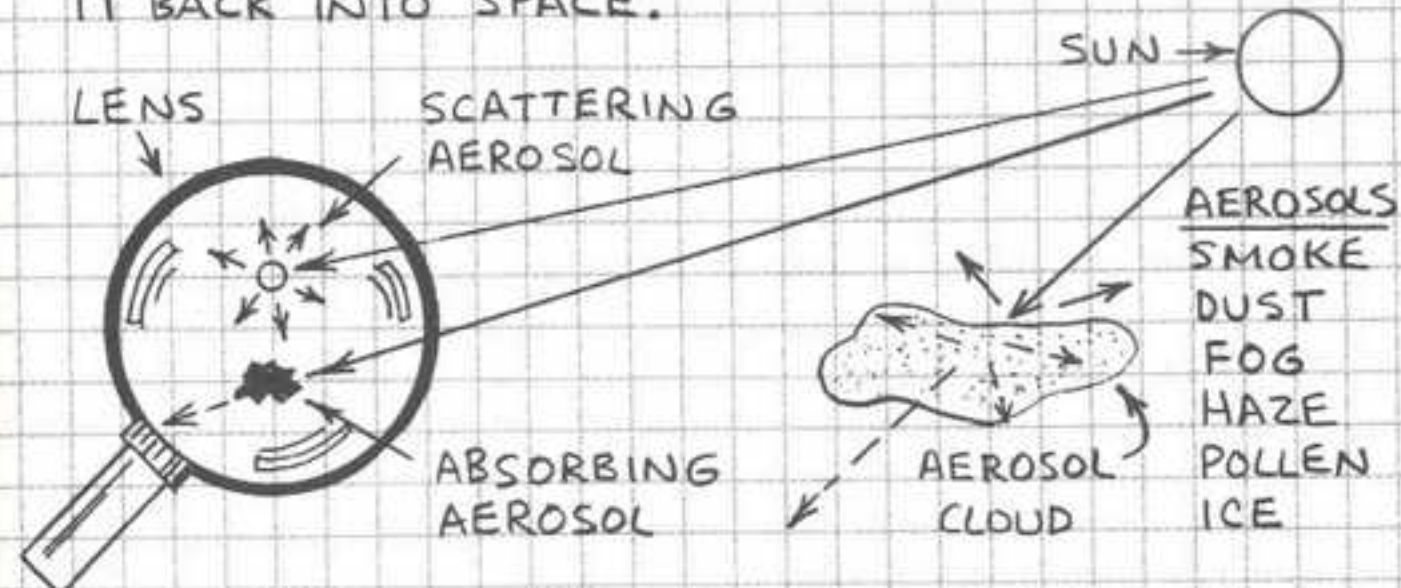 IT BACK INTO SPACE.
SUN
LENS
SCATTERING
AEROSOL
AEROSOLS
SMOKE
DUST
FOG
HAZE
POLLEN
ICE
ABSORBING
AEROSOL
AEROSOL
CLOUD